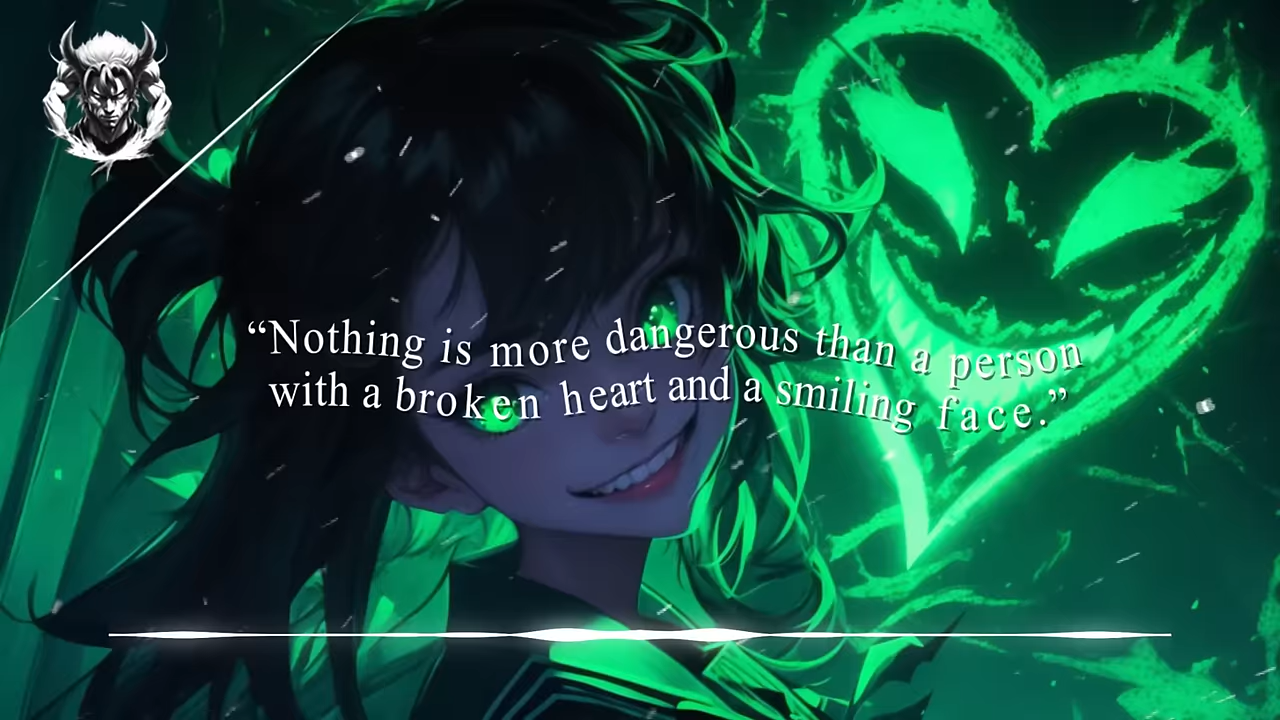 “Nothing is more dangerous than a person
with a broken heart and a smiling face.”